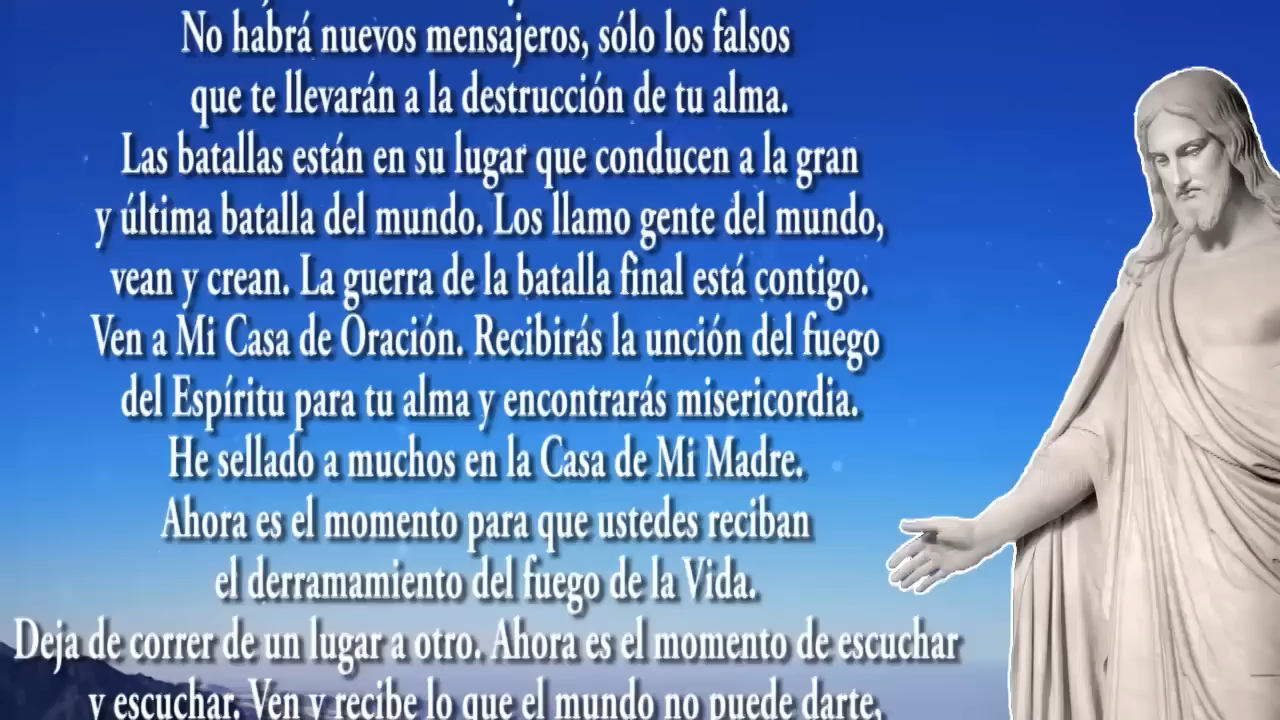 No habrá nuevos mensajeros, sólo los falsos
que te llevarán a la destrucción de tu alma.
Las batallas están en su lugar que conducen a la gran
y última batalla del mundo. Los llamo gente del mundo,
vean y crean. La guerra de la batalla final está contigo.
Ven a Mi Casa de Oración. Recibirás la unción del fuego
del Espíritu para tu alma y encontrarás misericordia.
He sellado a muchos en la Casa de Mi Madre.
Ahora es el momento para que ustedes reciban
el derramamiento del fuego de la Vida.
Deja de correr de un lugar a otro. Ahora es el momento de escuchar
y escuchar. Ven y recibe lo que el mundo no puede darte,